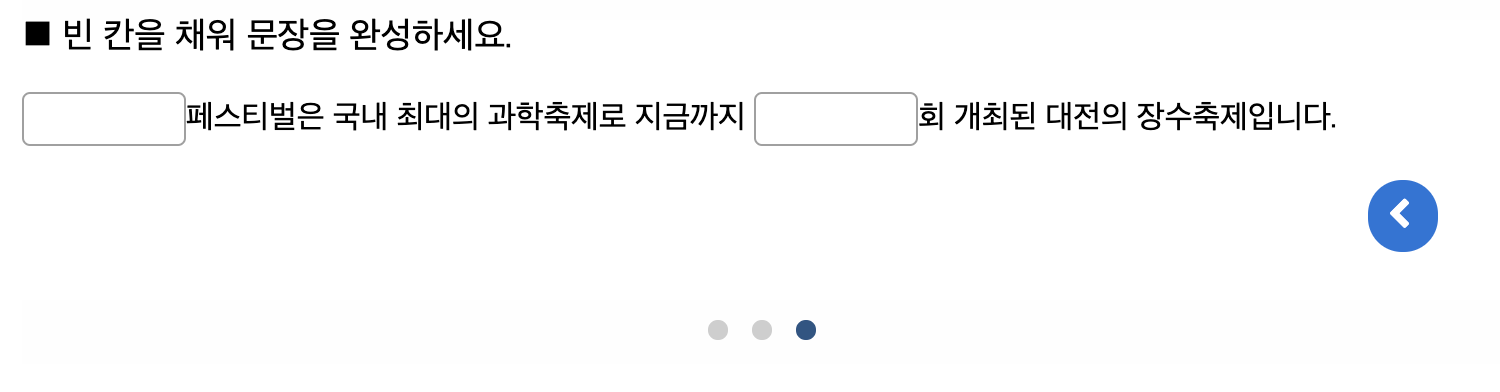 ■ 빈 칸을 채워 문장을 완성하세요.
페스티벌은 국내 최대의 과학축제로 지금까지 회 개최된 대전의 장수축제입니다.